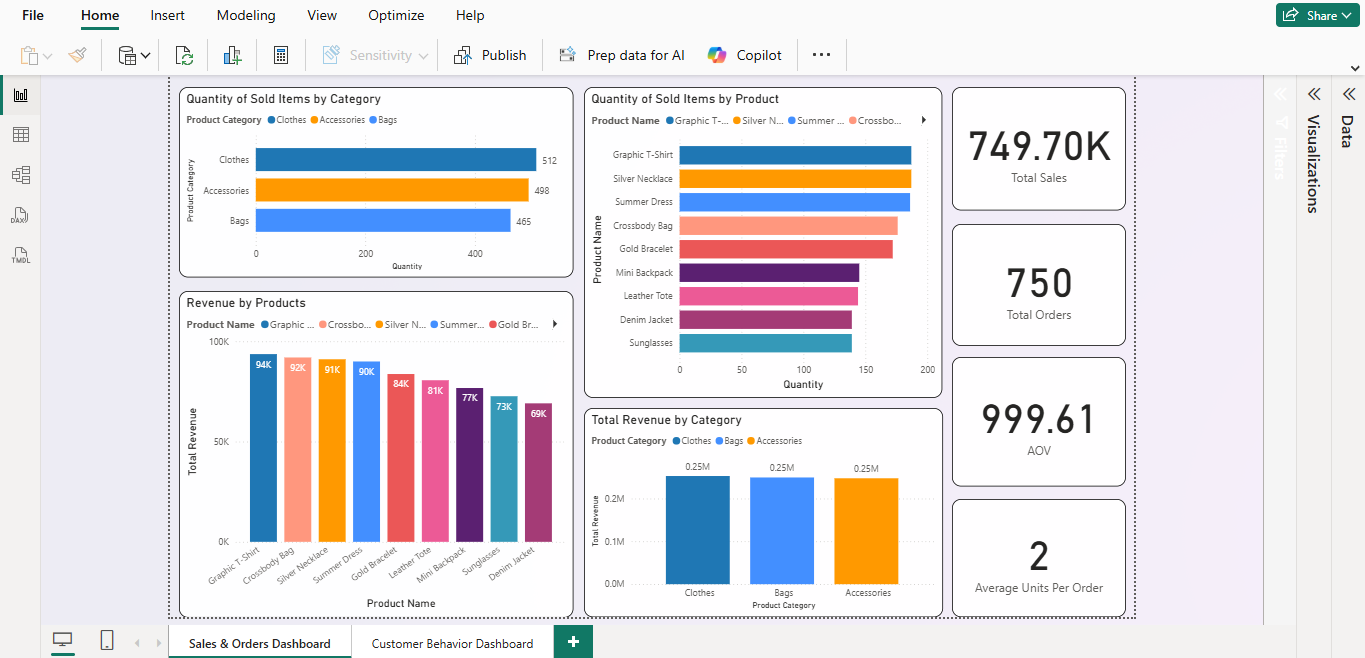 File Home Insert Modeling View Optimize Help Share
Sensitivity Publish Prep data for AI Copilot ...
Quantity of Sold Items by Category
Product Category Clothes Accessories Bags
Product Category
Clothes 512
Accessories 498
Bags 465
0 200 400
Quantity
Quantity of Sold Items by Product
Product Name Graphic T-... Silver N... Summer ... Crossbo...
Product Name
Graphic T-Shirt
Silver Necklace
Summer Dress
Crossbody Bag
Gold Bracelet
Mini Backpack
Leather Tote
Denim Jacket
Sunglasses
0 50 100 150 200
Quantity
749.70K
Total Sales
750
Total Orders
999.61
AOV
2
Average Units Per Order
Revenue by Products
Product Name Graphic ... Crossbo... Silver N... Summer... Gold Br...
Total Revenue
100K
50K
0K
94K 92K 91K 90K 84K 81K 77K 73K 69K
Graphic T-Shirt Crossbody Bag Silver Necklace Summer Dress Gold Bracelet Leather Tote Mini Backpack Sunglasses Denim Jacket
Product Name
Total Revenue by Category
Product Category Clothes Bags Accessories
Total Revenue
0.2M
0.1M
0.0M
0.25M 0.25M 0.25M
Clothes Bags Accessories
Product Category
Filters
Visualizations
Data
DAX
TMDL
Sales & Orders Dashboard Customer Behavior Dashboard +